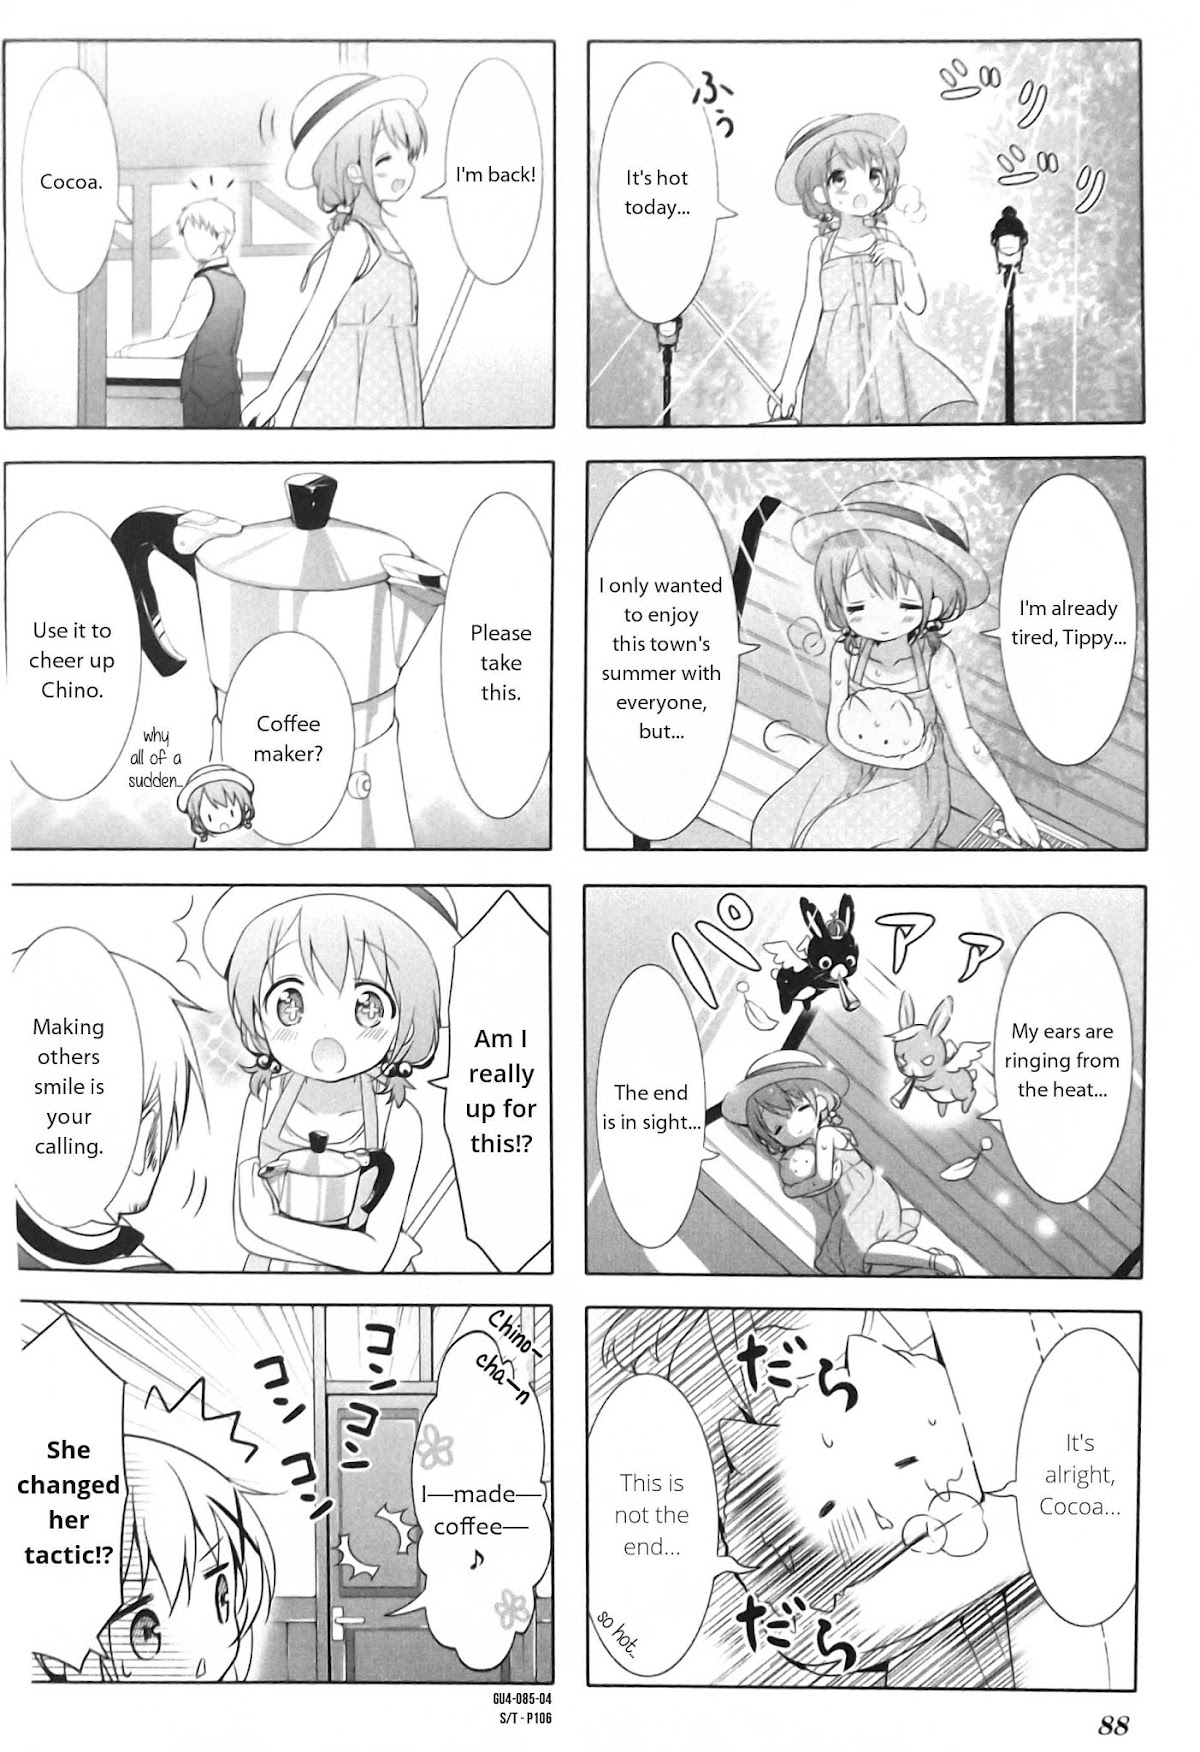 ふぅ
ジリ
ジリ
It's hot
today...
I'm already
tired, Tippy...
I only wanted
to enjoy
this town's
summer with
everyone,
but...
パアア
My ears are
ringing from
the heat...
The end
is in sight...
だら
It's
alright,
Cocoa...
This is
not the
end...
so hot..
だら
I'm back!
Cocoa.
Please
take
this.
Coffee
maker?
why
all of a
sudden...
Use it to
cheer up
Chino.
Am I
really
up for
this!?
Making
others
smile is
your
calling.
Chino-
cha—n
I—made—
coffee—
♪
コン
コン
コン
コン
She
changed
her
tactic!?
GU4-085-04
S/T - P106
88